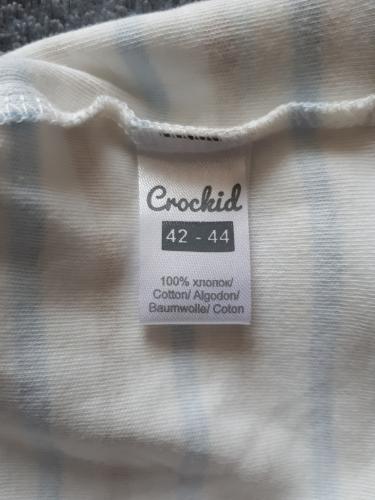 Crockid
42 - 44
100% хлопок/
Cotton/ Algodon/
Baumwolle/ Coton